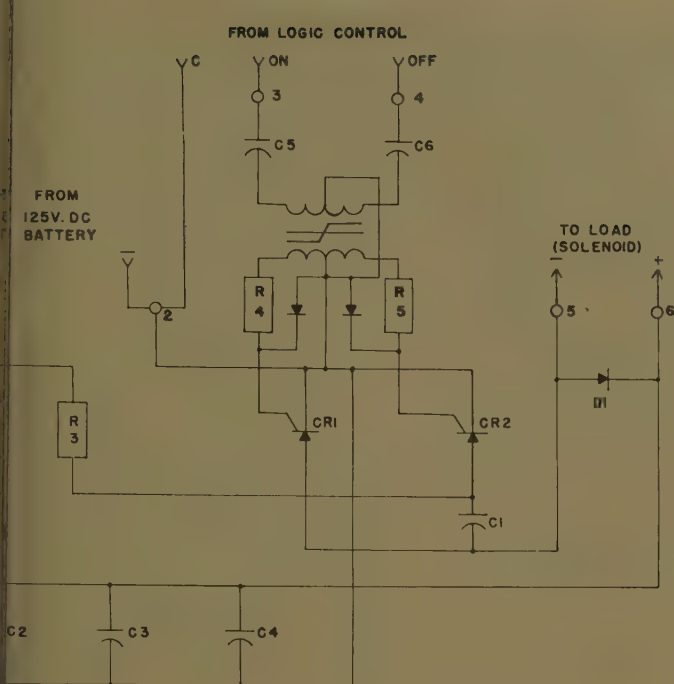 FROM LOGIC CONTROL
C
ON
OFF
3
4
C5
C6
FROM
125V. DC
BATTERY
TO LOAD
(SOLENOID)
−
−
+
R
4
R
5
2
5
6
R
3
CR1
CR2
D1
C1
C2
C3
C4